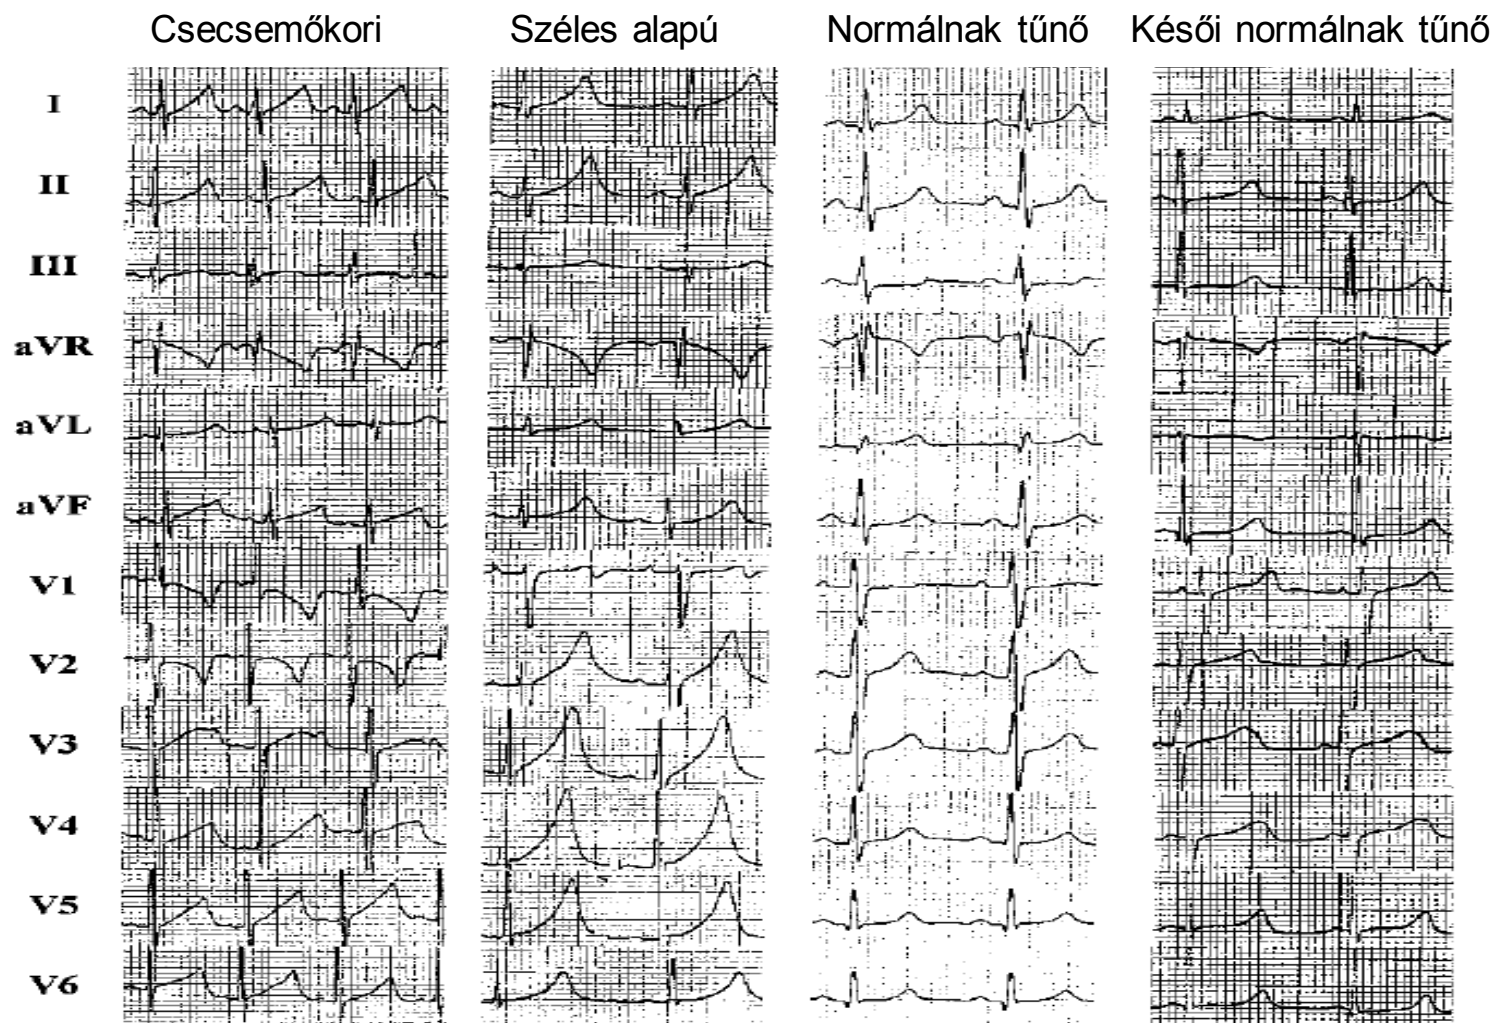 Csecsemőkori Széles alapú Normálnak tűnő Késői normálnak tűnő
I
II
III
aVR
aVL
aVF
V1
V2
V3
V4
V5
V6